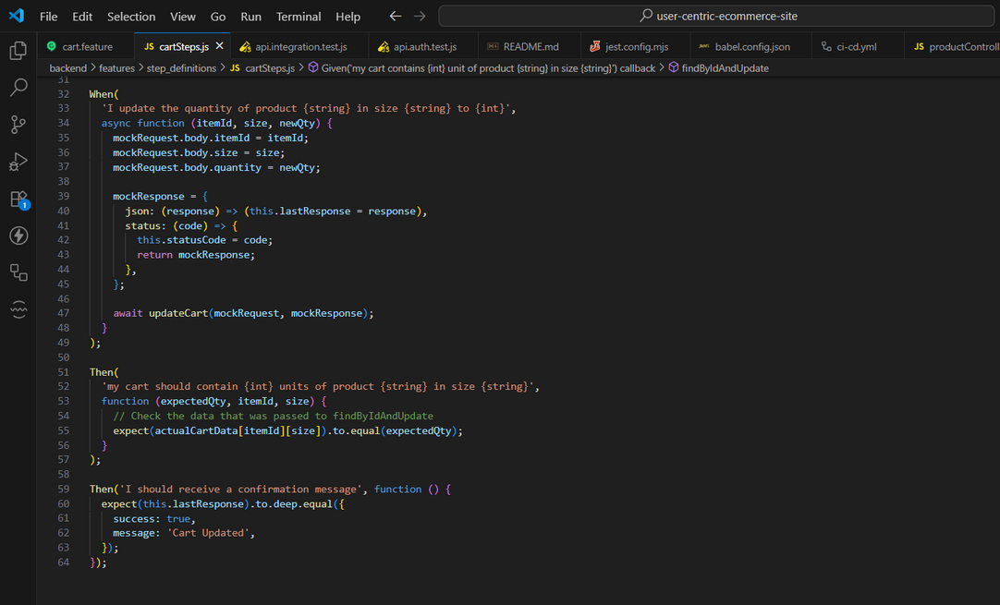 File Edit Selection View Go Run Terminal Help user-centric-ecommerce-site
cart.feature JS cartSteps.js api.integration.test.js api.auth.test.js README.md jest.config.mjs babel.config.json ci-cd.yml JS productControll
backend > features > step_definitions > JS cartSteps.js > Given('my cart contains {int} unit of product {string} in size {string}') callback > findByIdAndUpdate
31
32 When(
33 'I update the quantity of product {string} in size {string} to {int}',
34 async function (itemId, size, newQty) {
35 mockRequest.body.itemId = itemId;
36 mockRequest.body.size = size;
37 mockRequest.body.quantity = newQty;
38
39 mockResponse = {
40 json: (response) => (this.lastResponse = response),
41 status: (code) => {
42 this.statusCode = code;
43 return mockResponse;
44 },
45 };
46
47 await updateCart(mockRequest, mockResponse);
48 }
49 );
50
51 Then(
52 'my cart should contain {int} units of product {string} in size {string}',
53 function (expectedQty, itemId, size) {
54 // Check the data that was passed to findByIdAndUpdate
55 expect(actualCartData[itemId][size]).to.equal(expectedQty);
56 }
57 );
58
59 Then('I should receive a confirmation message', function () {
60 expect(this.lastResponse).to.deep.equal({
61 success: true,
62 message: 'Cart Updated',
63 });
64 });
1